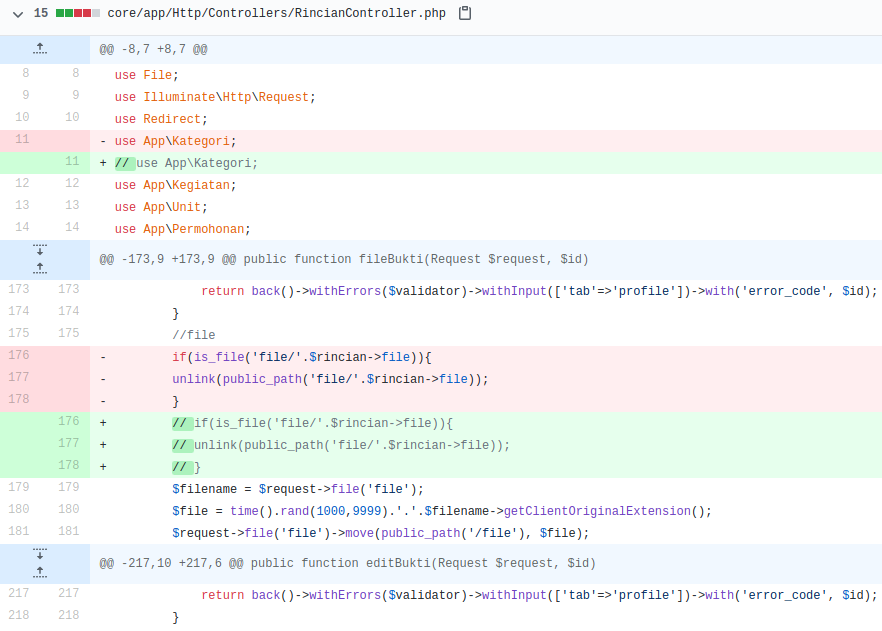 15 core/app/Http/Controllers/RincianController.php
@@ -8,7 +8,7 @@
8 8 use File;
9 9 use Illuminate\Http\Request;
10 10 use Redirect;
11 - use App\Kategori;
11 + // use App\Kategori;
12 12 use App\Kegiatan;
13 13 use App\Unit;
14 14 use App\Permohonan;
@@ -173,9 +173,9 @@ public function fileBukti(Request $request, $id)
173 173 return back()->withErrors($validator)->withInput(['tab'=>'profile'])->with('error_code', $id);
174 174 }
175 175 //file
176 - if(is_file('file/'.$rincian->file)){
177 - unlink(public_path('file/'.$rincian->file));
178 - }
176 + // if(is_file('file/'.$rincian->file)){
177 + // unlink(public_path('file/'.$rincian->file));
178 + // }
179 179 $filename = $request->file('file');
180 180 $file = time().rand(1000,9999).'.'.$filename->getClientOriginalExtension();
181 181 $request->file('file')->move(public_path('/file'), $file);
@@ -217,10 +217,6 @@ public function editBukti(Request $request, $id)
217 217 return back()->withErrors($validator)->withInput(['tab'=>'profile'])->with('error_code', $id);
218 218 }